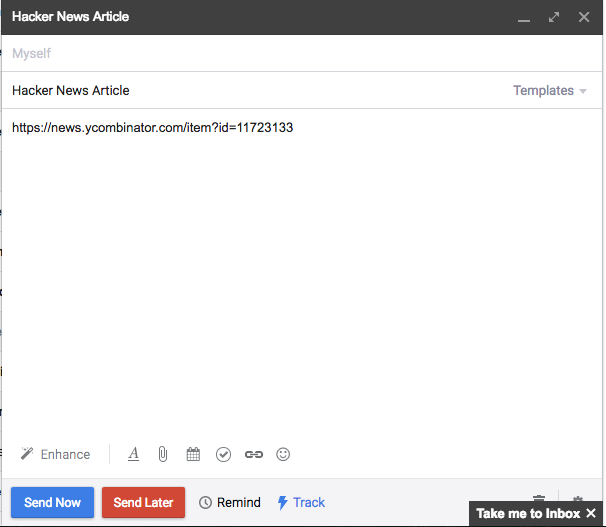 Hacker News Article
Myself
Hacker News Article Templates
https://news.ycombinator.com/item?id=11723133
Enhance A
Send Now Send Later Remind Track
Take me to Inbox ✕